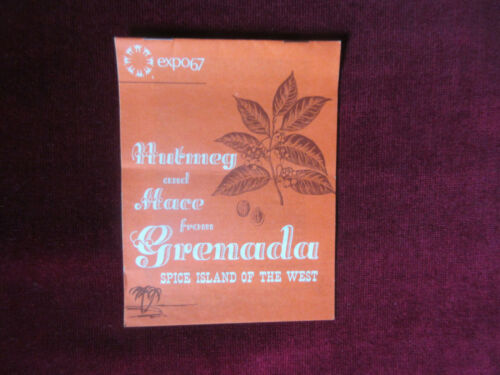 expo67
Nutmeg
and
Mace
from
Grenada
SPICE ISLAND OF THE WEST